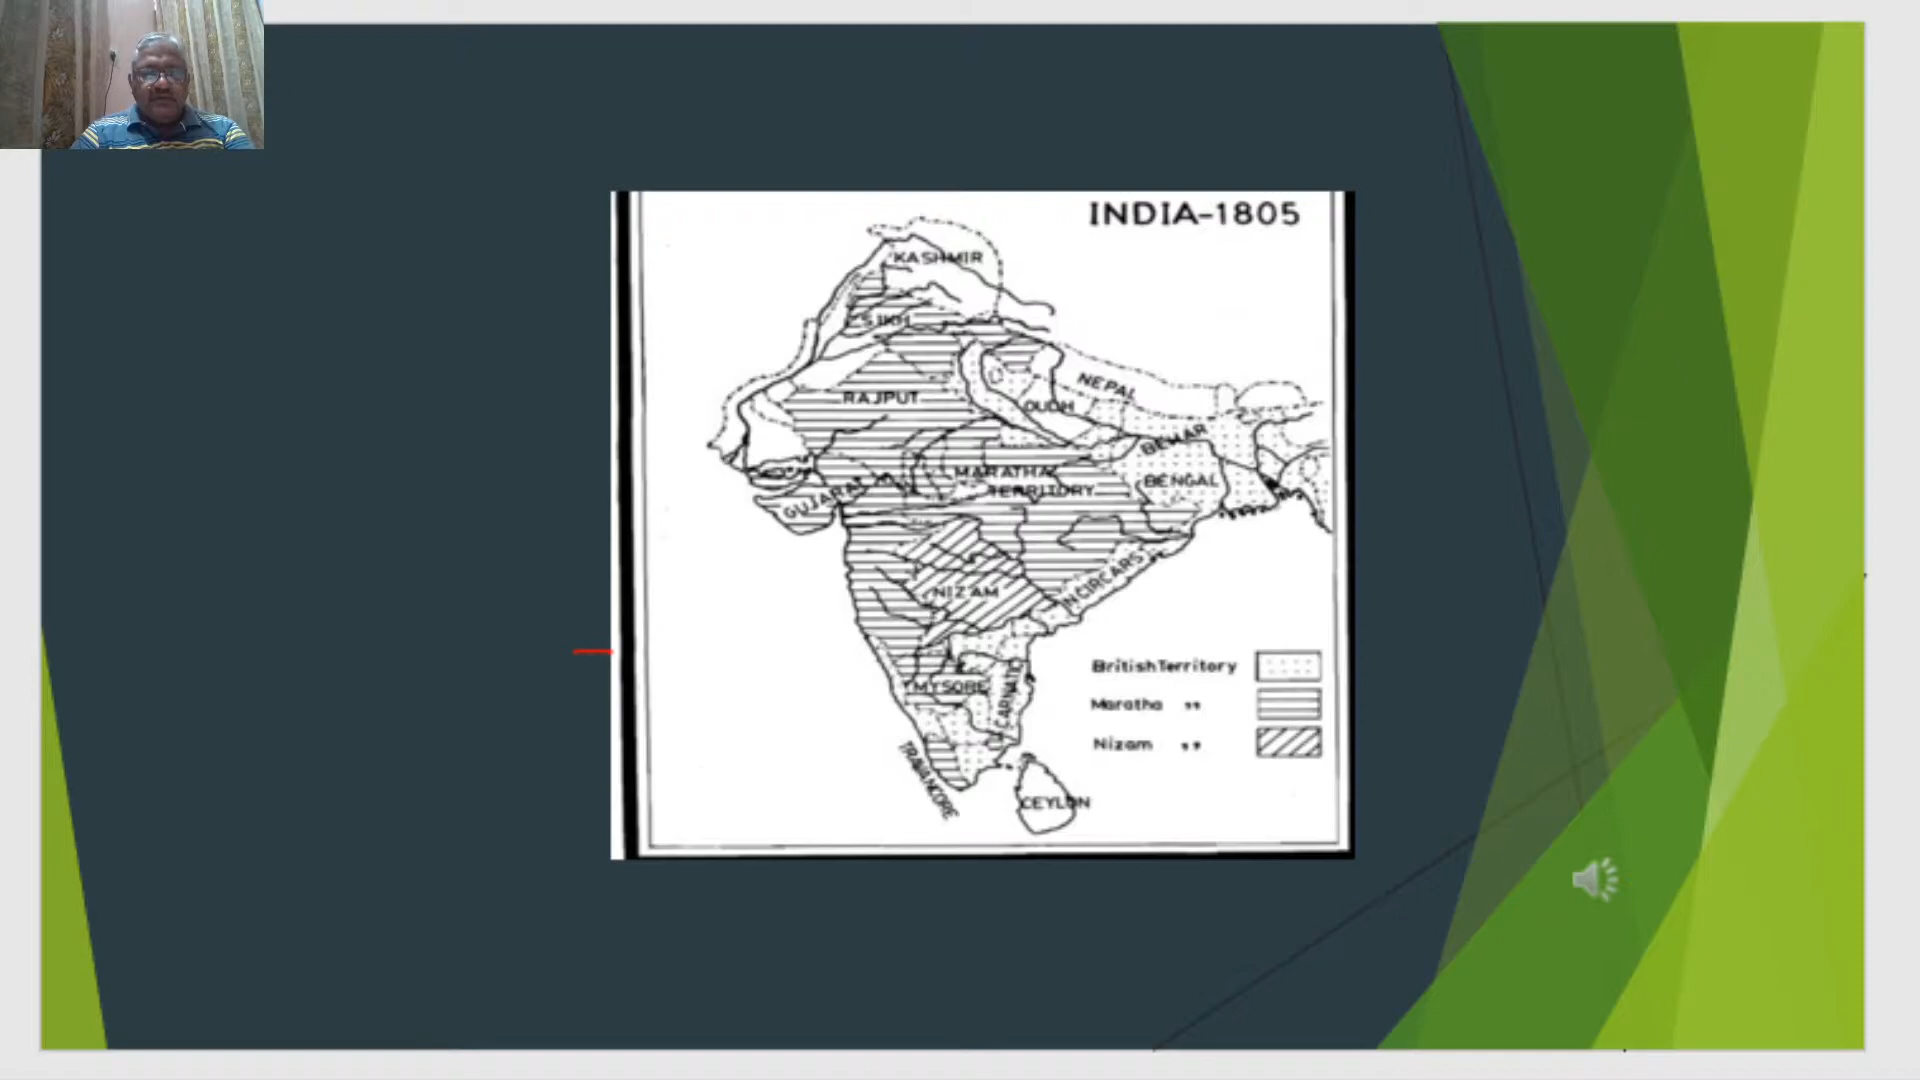 INDIA-1805
KASHMIR
SIKH
NEPAL
RAJPUT
OUDH
BEHAR
MARATHA
TERRITORY
BENGAL
GUJARAT
N CIRCARS
NIZAM
British Territory
MYSORE
CARNATIC
Maratha ,,
Nizam ,,
TRAVANCORE
CEYLON